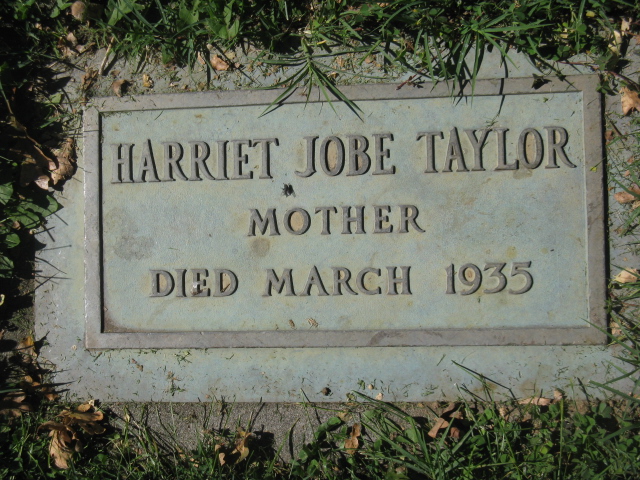 HARRIET JOBE TAYLOR
MOTHER
DIED MARCH 1935